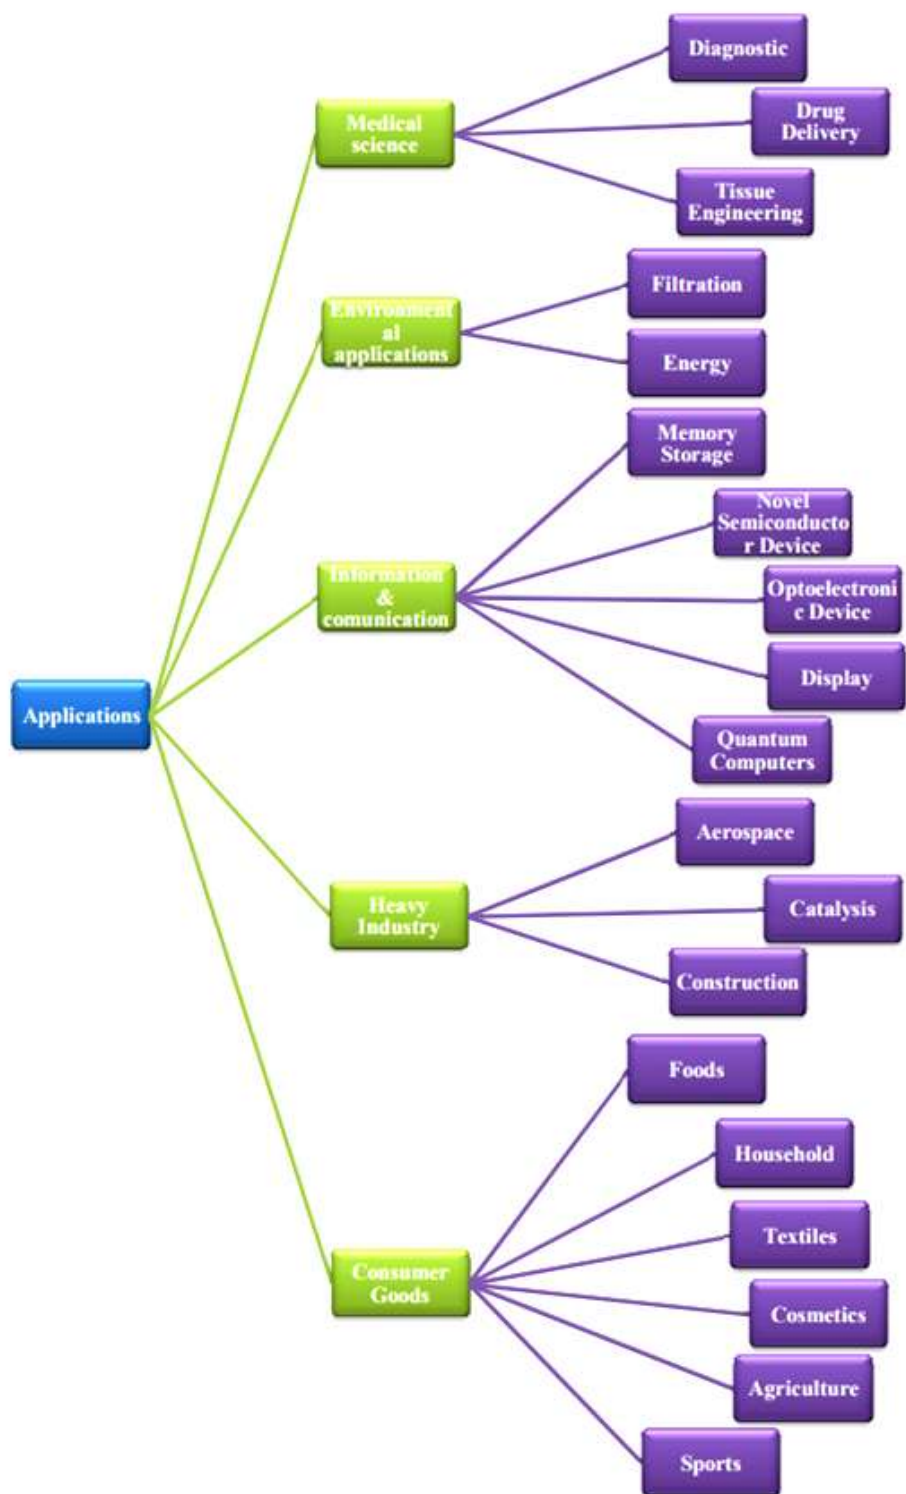 Diagnostic
Drug
Delivery
Medical
science
Tissue
Engineering
Filtration
Environment
al
applications
Energy
Memory
Storage
Novel
Semiconducto
r Device
Information
&
comunication
Optoelectroni
c Device
Display
Applications
Quantum
Computers
Aerospace
Heavy
Industry
Catalysis
Construction
Foods
Household
Textiles
Consumer
Goods
Cosmetics
Agriculture
Sports